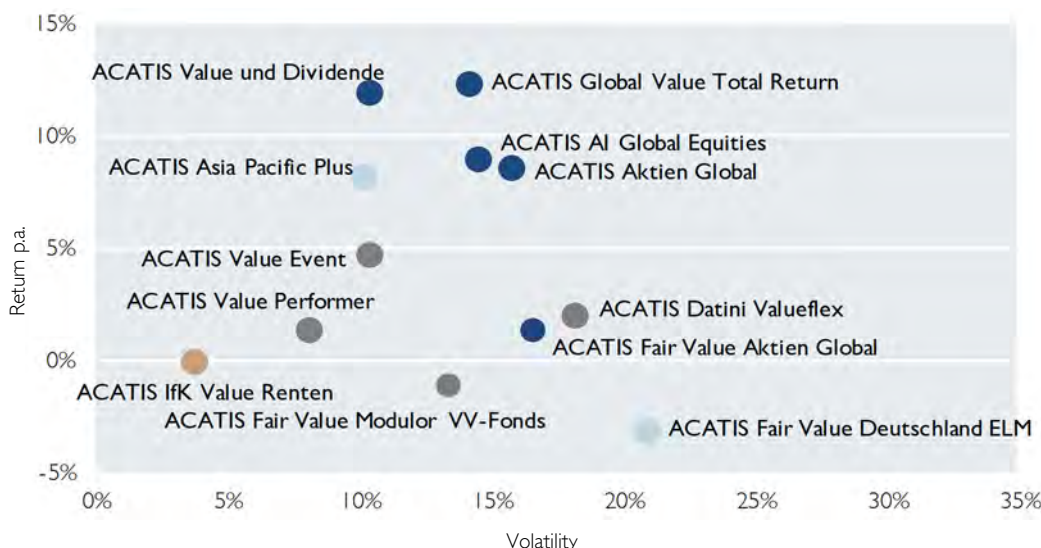 15%
ACATIS Value und Dividende
ACATIS Global Value Total Return
10%
ACATIS AI Global Equities
ACATIS Asia Pacific Plus
ACATIS Aktien Global
5%
ACATIS Value Event
ACATIS Value Performer
ACATIS Datini Valueflex
ACATIS Fair Value Aktien Global
0%
ACATIS IfK Value Renten
ACATIS Fair Value Modulor VV-Fonds
ACATIS Fair Value Deutschland ELM
-5%
Return p.a.
0% 5% 10% 15% 20% 25% 30% 35%
Volatility